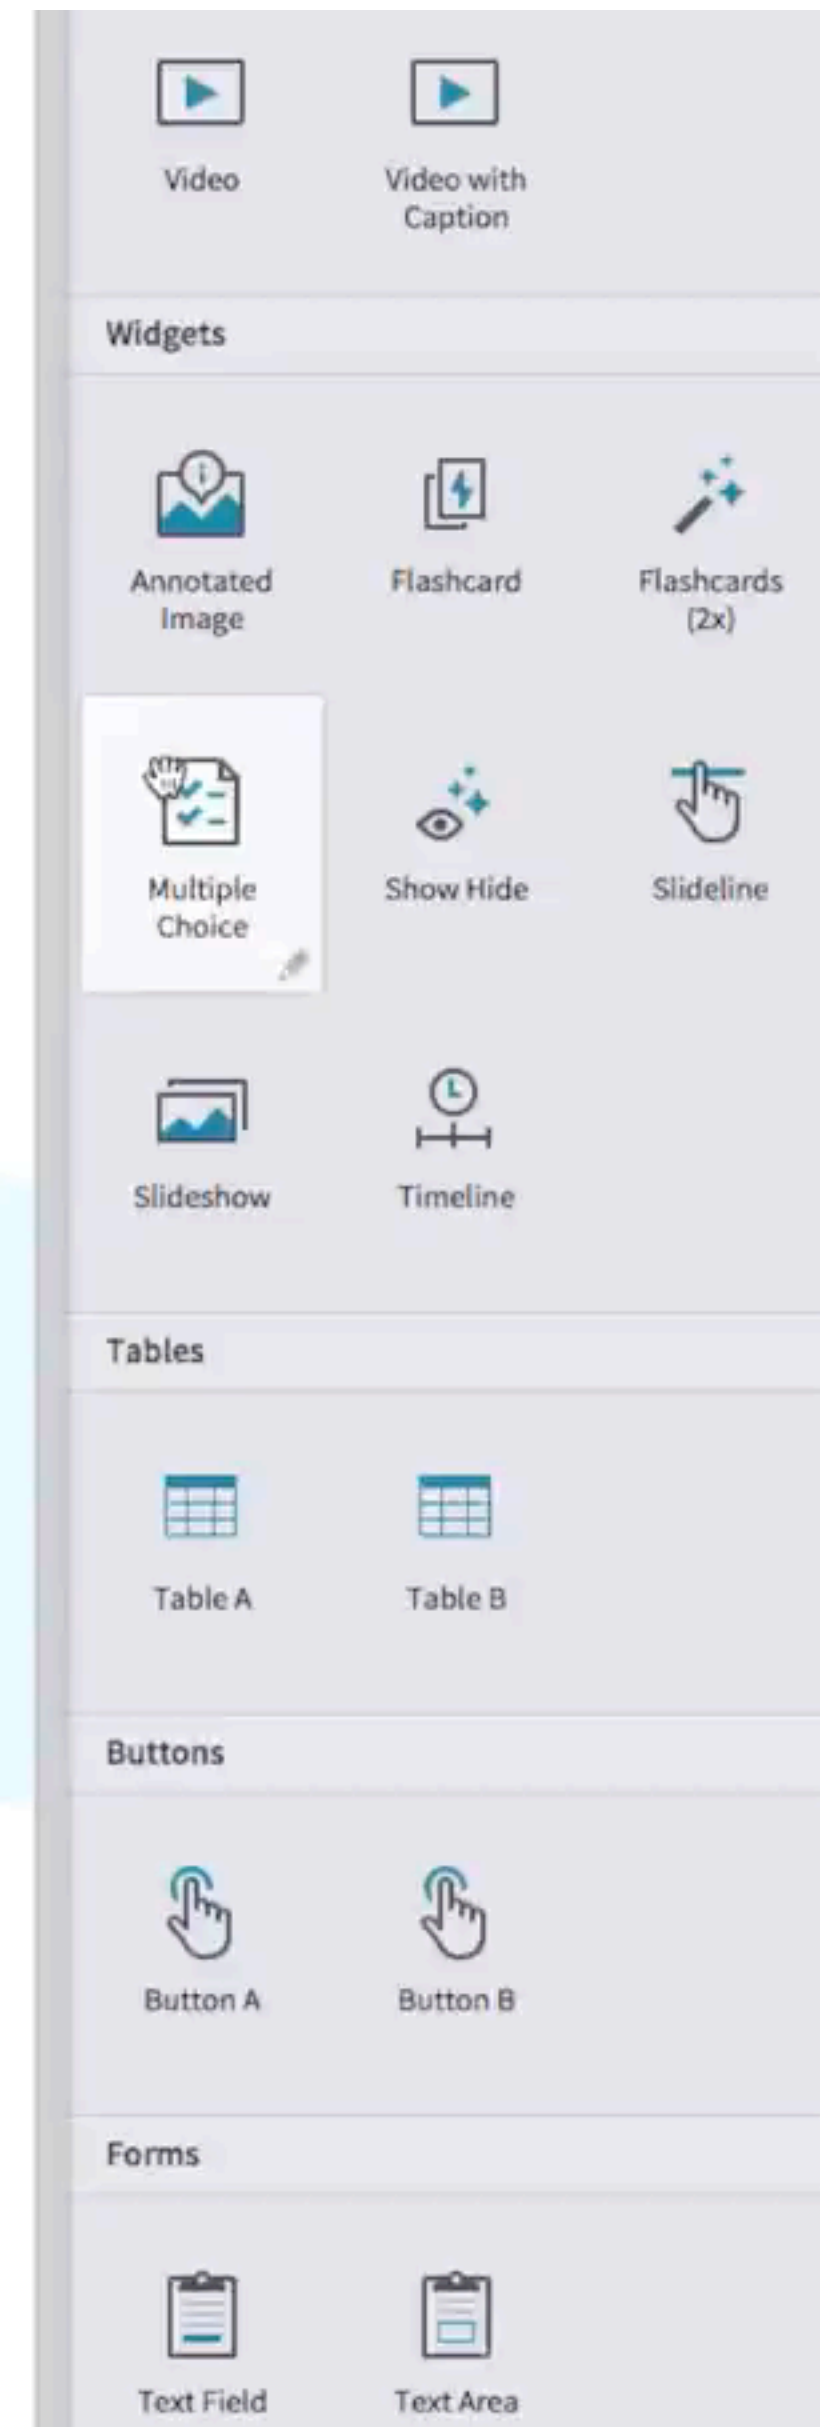 Video
Video with
Caption
Widgets
Annotated
Image
Flashcard
Flashcards
(2x)
Multiple
Choice
Show Hide
Slideline
Slideshow
Timeline
Tables
Table A
Table B
Buttons
Button A
Button B
Forms
Text Field
Text Area